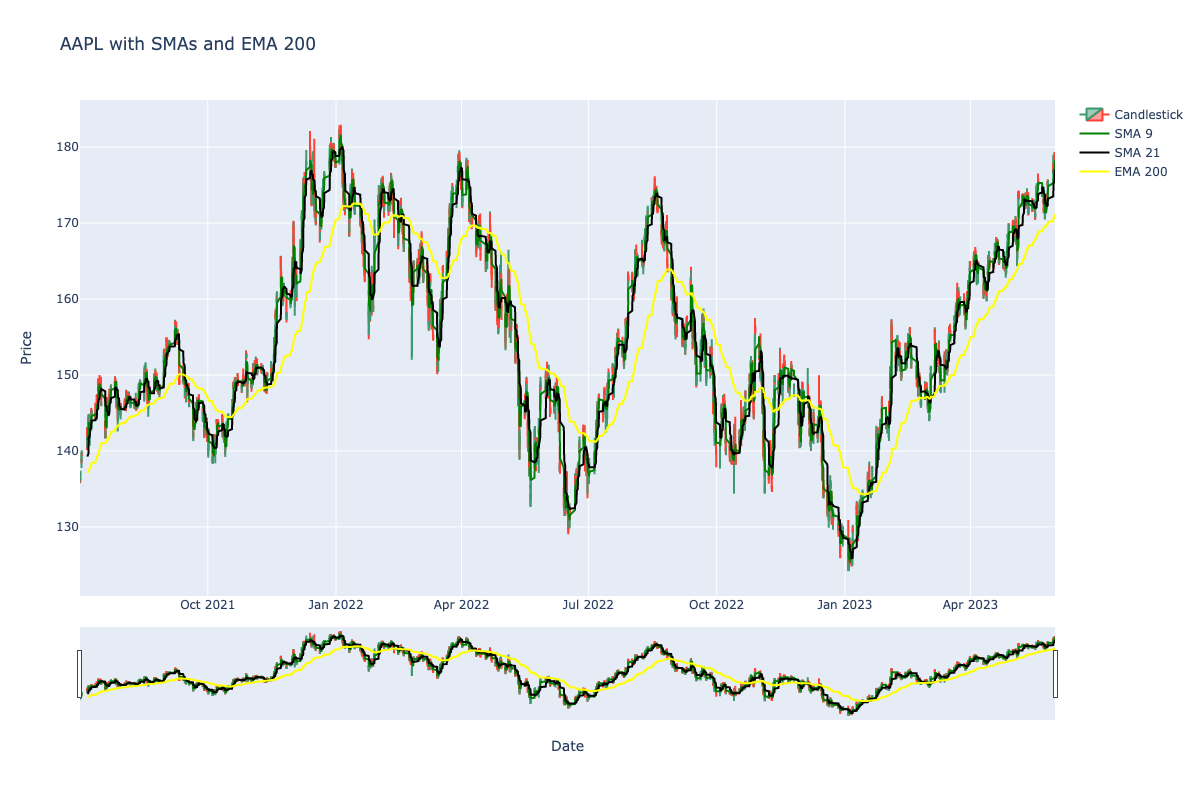 AAPL with SMAs and EMA 200
Candlestick
SMA 9
SMA 21
EMA 200
Price
180
170
160
150
140
130
Oct 2021
Jan 2022
Apr 2022
Jul 2022
Oct 2022
Jan 2023
Apr 2023
Date